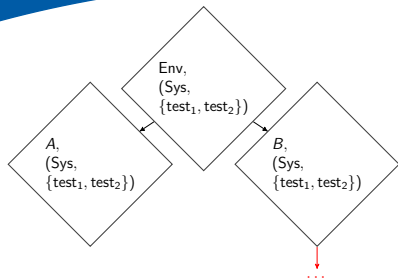 Env,
(Sys,
{test₁, test₂})
A,
(Sys,
{test₁, test₂})
B,
(Sys,
{test₁, test₂})
...